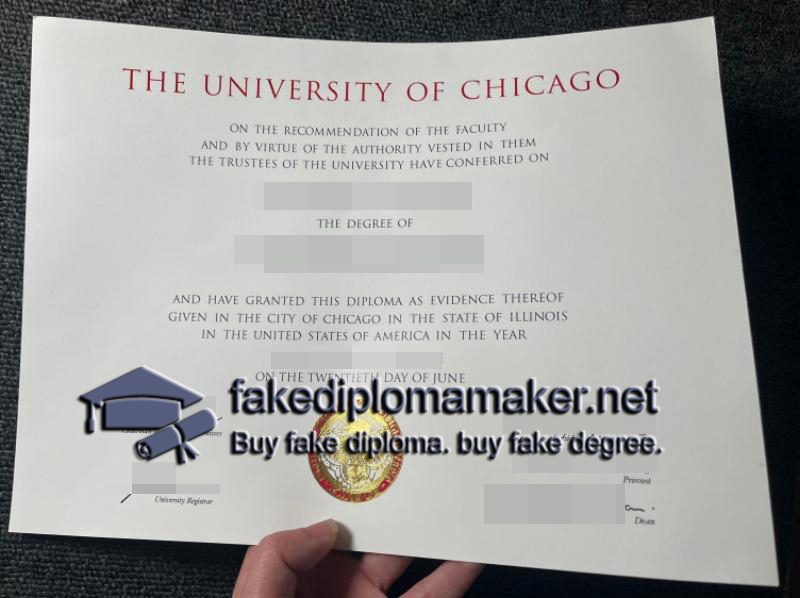 THE UNIVERSITY OF CHICAGO
ON THE RECOMMENDATION OF THE FACULTY
AND BY VIRTUE OF THE AUTHORITY VESTED IN THEM
THE TRUSTEES OF THE UNIVERSITY HAVE CONFERRED ON
THE DEGREE OF
AND HAVE GRANTED THIS DIPLOMA AS EVIDENCE THEREOF
GIVEN IN THE CITY OF CHICAGO IN THE STATE OF ILLINOIS
IN THE UNITED STATES OF AMERICA IN THE YEAR
ON THE TWENTIETH DAY OF JUNE
fakediplomamaker.net
Buy fake diploma. buy fake degree.
Provost
University Registrar
Dean